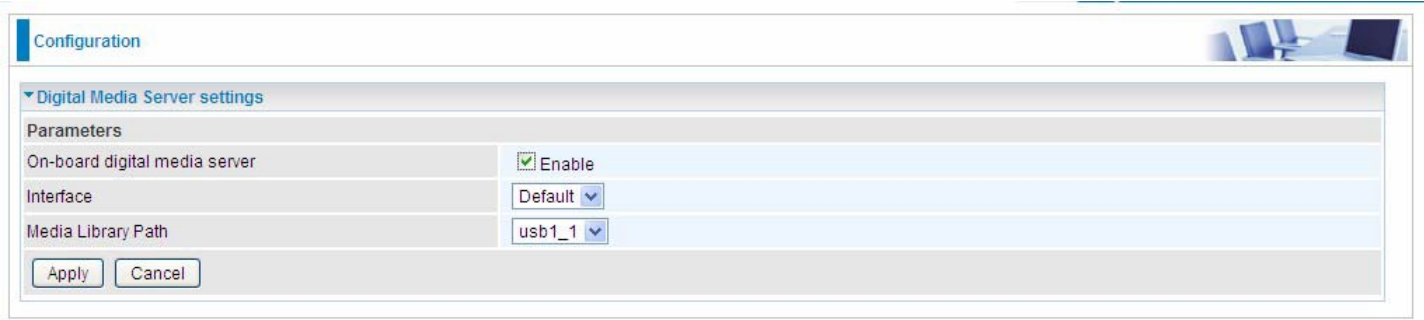 Configuration
Digital Media Server settings
Parameters
On-board digital media server Enable
Interface Default
Media Library Path usb1_1
Apply Cancel